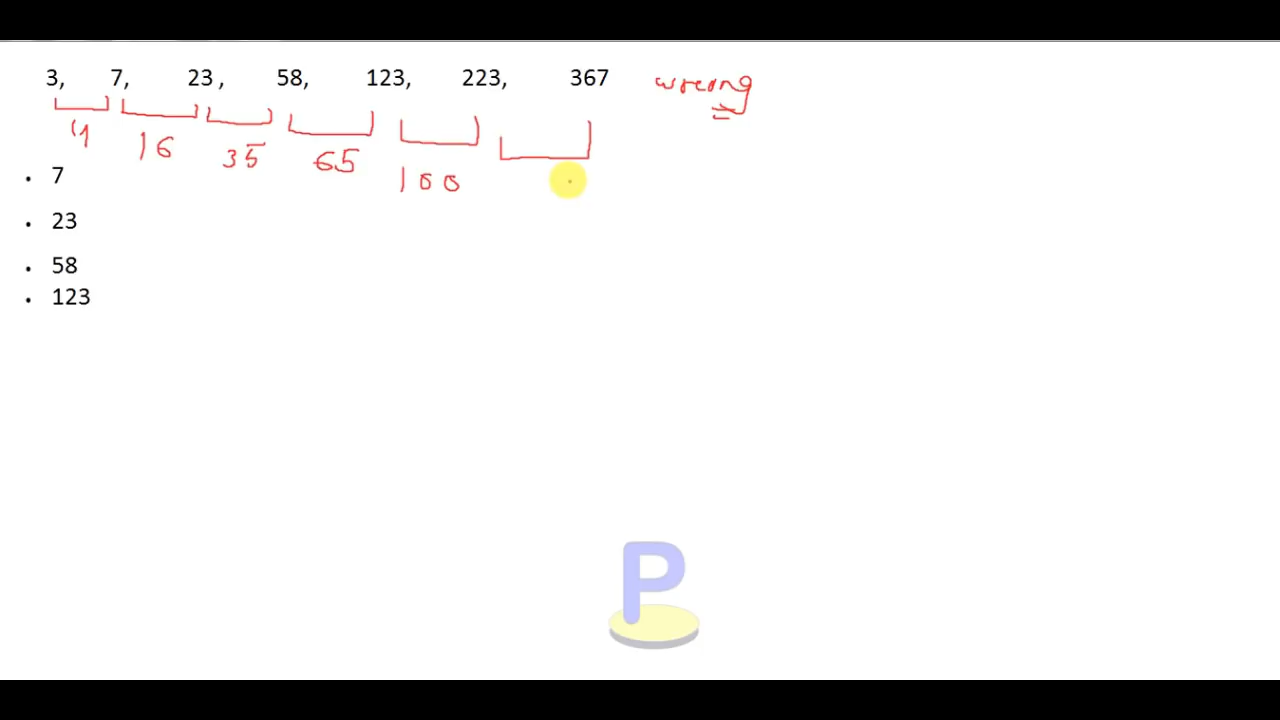 3, 7, 23, 58, 123, 223, 367 wrong
4 16 35 65 100
. 7
. 23
. 58
. 123
P